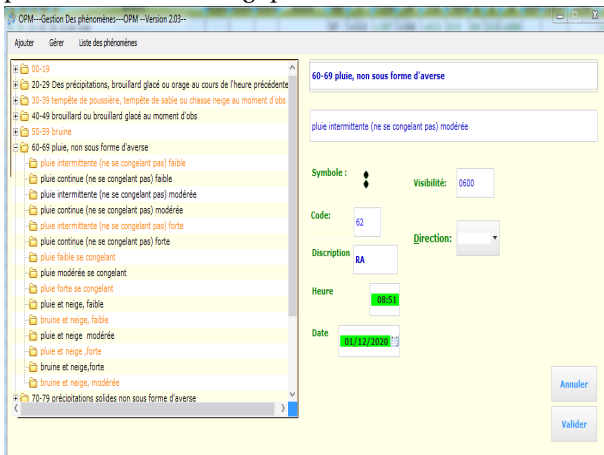 OPM---Gestion Des phénomènes---OPM --Version 2.03--
Ajouter Gérer Liste des phénomènes
00-19
20-29 Des précipitations, brouillard glacé ou orage au cours de l'heure précédente
30-39 tempête de poussière, tempête de sable ou chasse neige au moment d'obs
40-49 brouillard ou brouillard glacé au moment d'obs
50-59 bruine
60-69 pluie, non sous forme d'averse
pluie intermittente (ne se congelant pas) faible
pluie continue (ne se congelant pas) faible
pluie intermittente (ne se congelant pas) modérée
pluie continue (ne se congelant pas) modérée
pluie intermittente (ne se congelant pas) forte
pluie continue (ne se congelant pas) forte
pluie faible se congelant
pluie modérée se congelant
pluie forte se congelant
pluie et neige, faible
bruine et neige, faible
pluie et neige modérée
pluie et neige ,forte
bruine et neige,forte
bruine et neige, modérée
70-79 précipitations solides non sous forme d'averse
60-69 pluie, non sous forme d'averse
pluie intermittente (ne se congelant pas) modérée
Symbole :
Visibilité: 0600
Code: 62
Direction:
Discription RA
Heure 08:51
Date 01/12/2020
Annuler
Valider